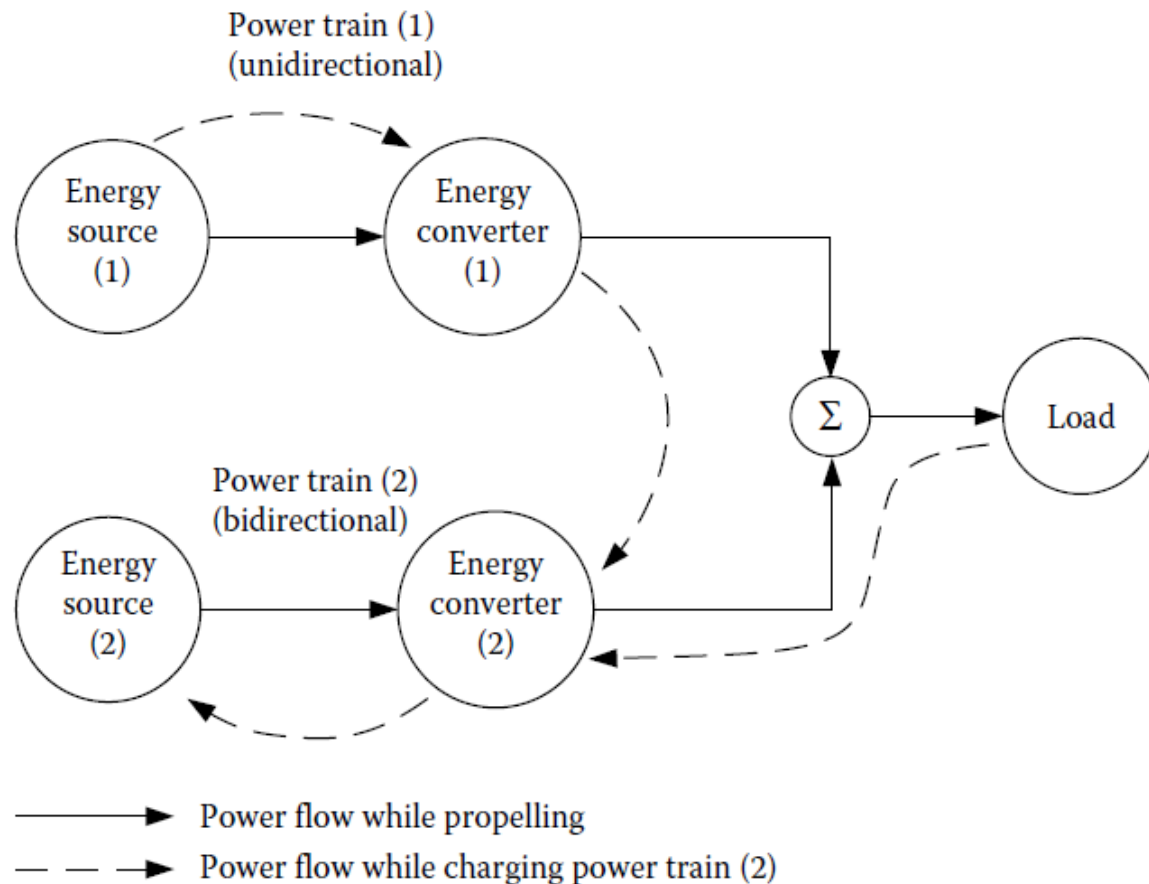 Power train (1)
(unidirectional)
Energy
source
(1)
Energy
converter
(1)
Σ
Load
Power train (2)
(bidirectional)
Energy
source
(2)
Energy
converter
(2)
Power flow while propelling
Power flow while charging power train (2)